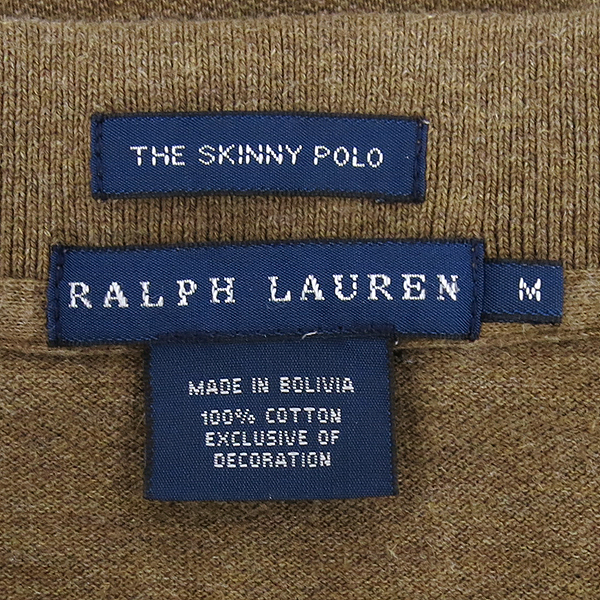 THE SKINNY POLO
RALPH LAUREN M
MADE IN BOLIVIA
100% COTTON
EXCLUSIVE OF
DECORATION